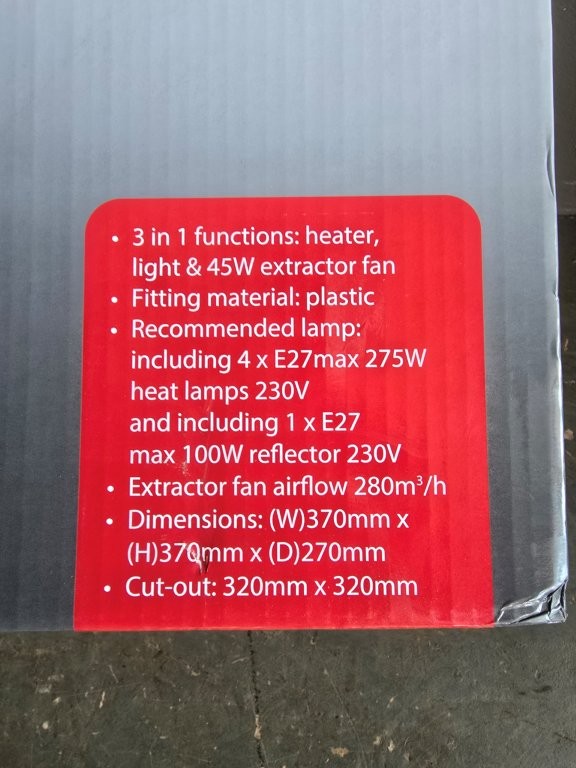 • 3 in 1 functions: heater,
light & 45W extractor fan
• Fitting material: plastic
• Recommended lamp:
including 4 x E27max 275W
heat lamps 230V
and including 1 x E27
max 100W reflector 230V
• Extractor fan airflow 280m³/h
• Dimensions: (W)370mm x
(H)370mm x (D)270mm
• Cut-out: 320mm x 320mm